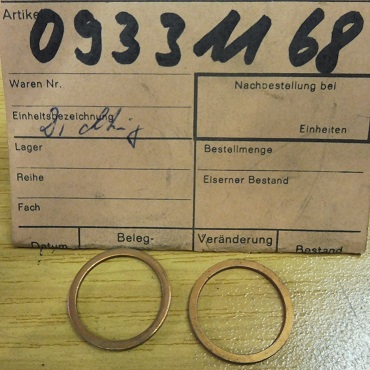 Artike
09331168
Waren Nr.
Nachbestellung bei
Einheitsbezeichnung
Einheiten
Lager
Bestellmenge
Reihe
Eiserner Bestand
Fach
Datum
Beleg-
Veränderung
Bestand